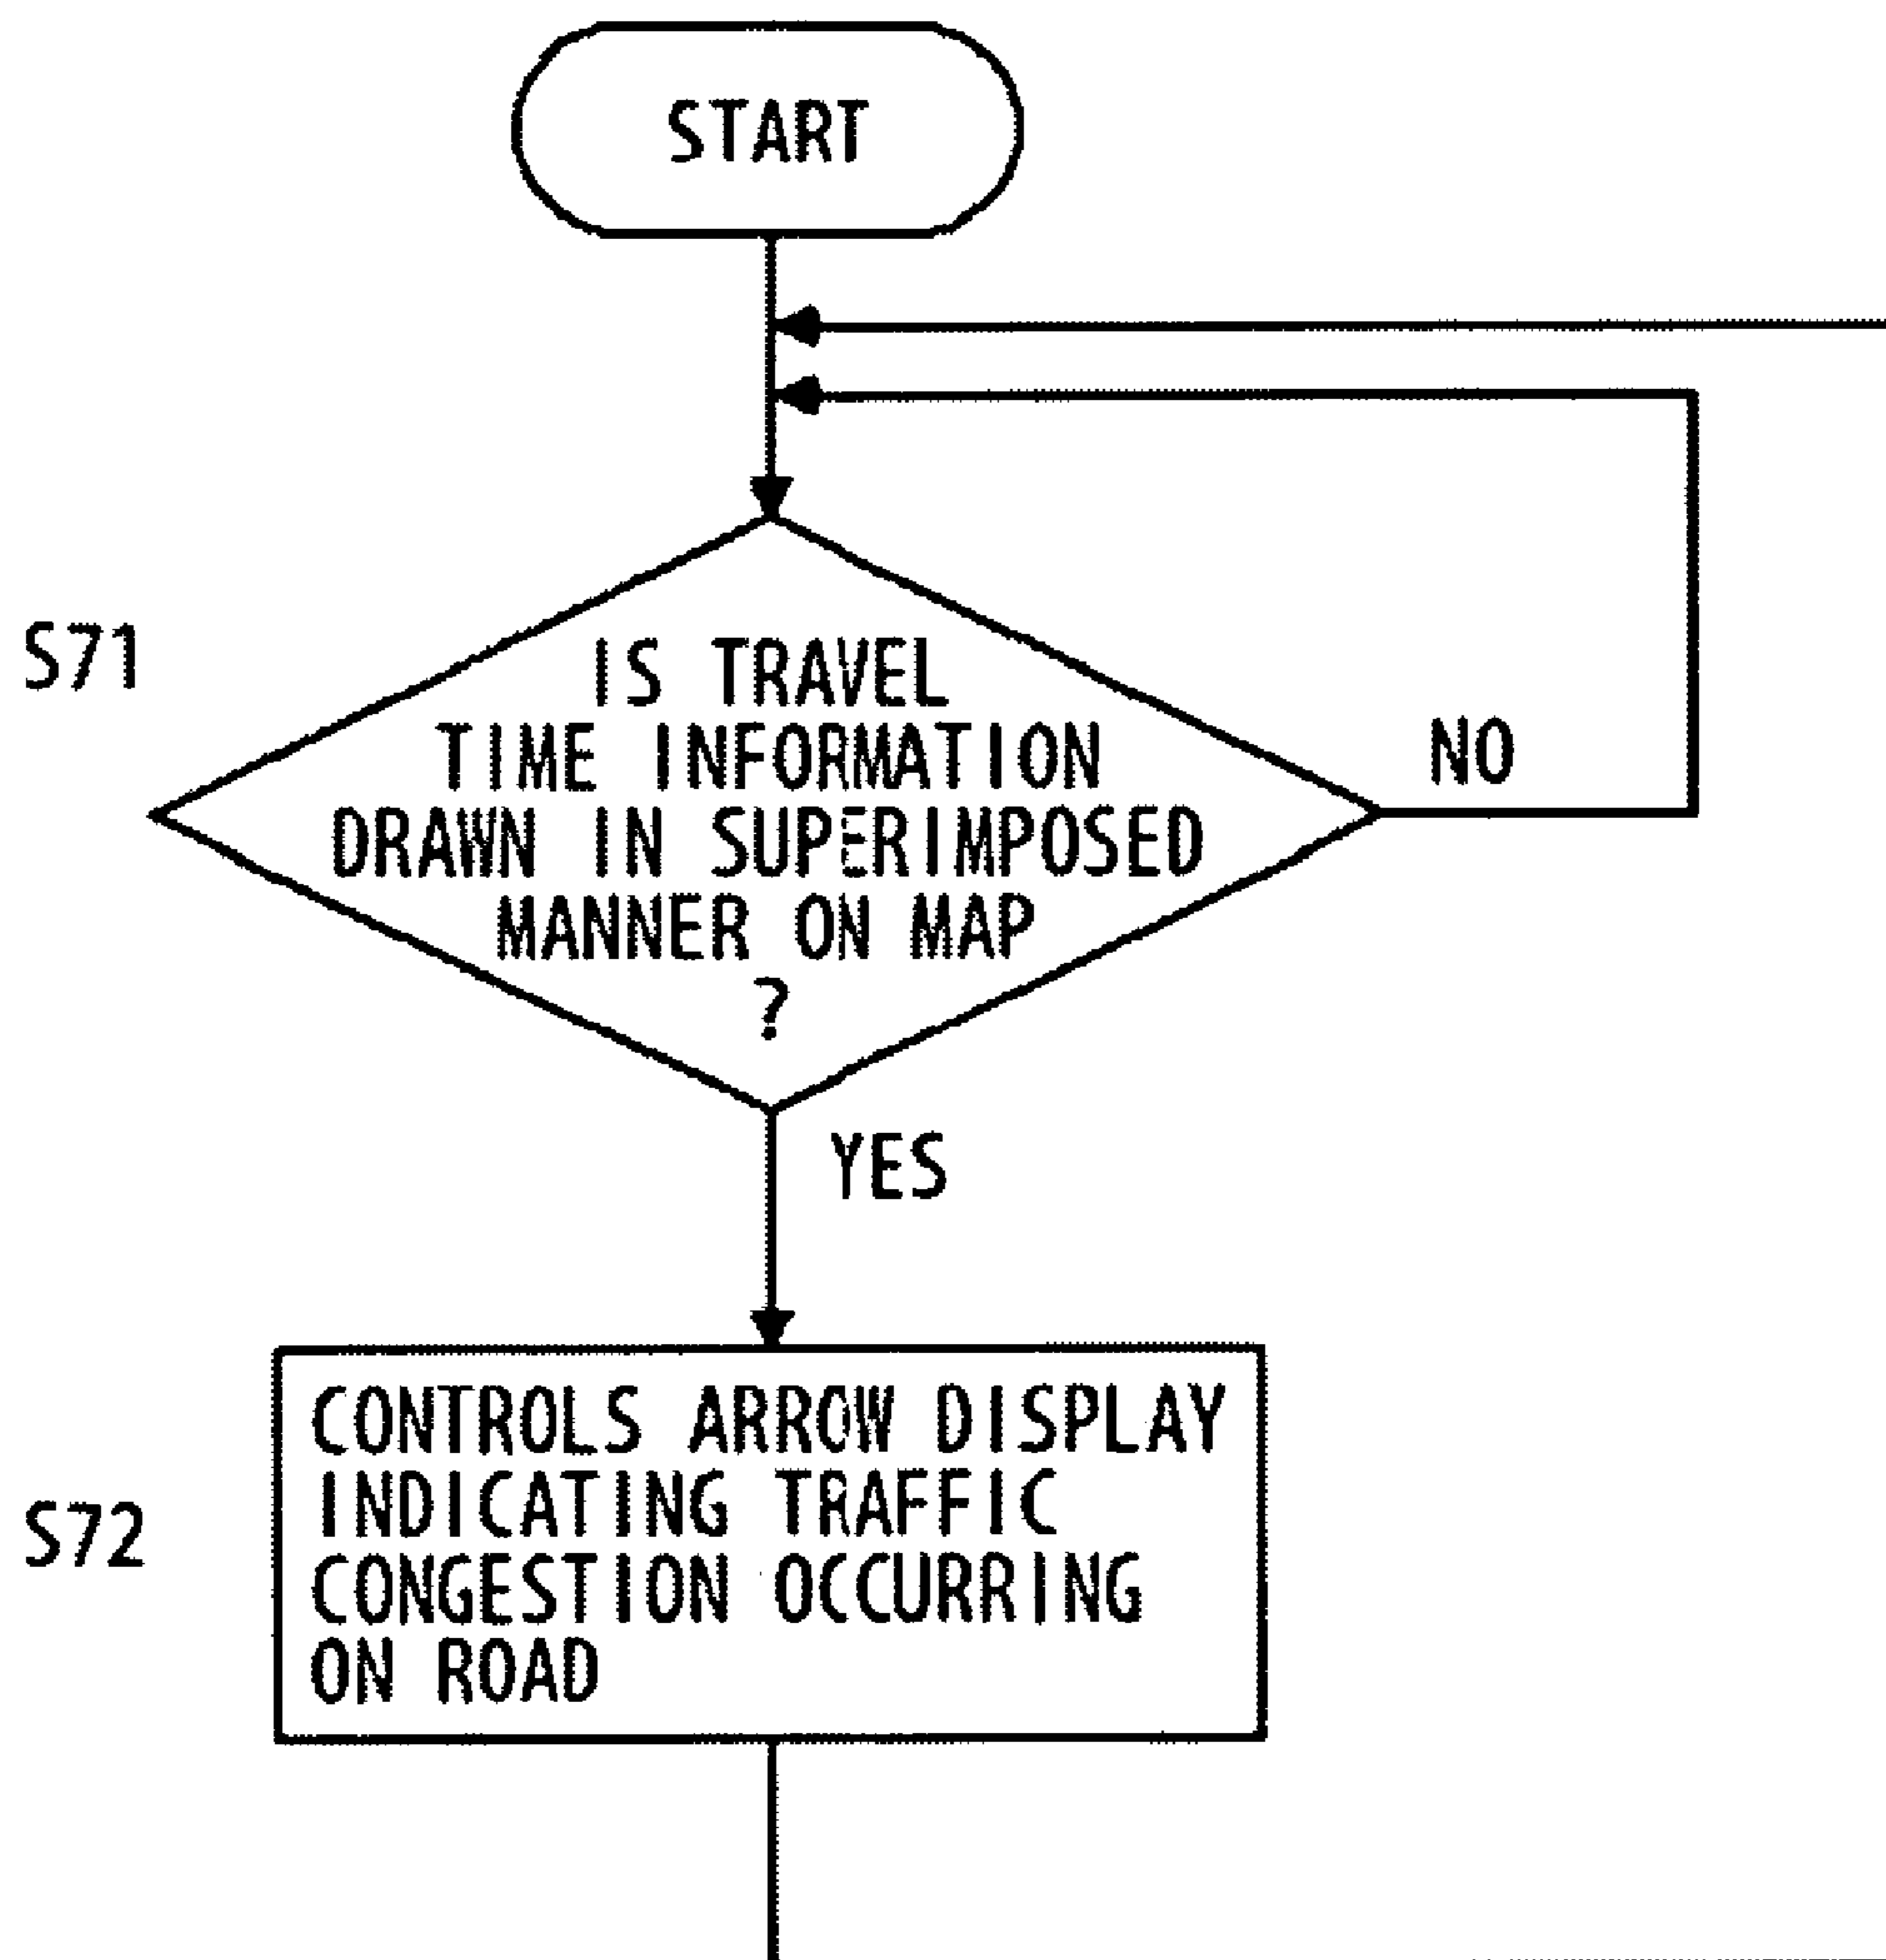 START
S71
IS TRAVEL
TIME INFORMATION
DRAWN IN SUPERIMPOSED
MANNER ON MAP
?
NO
YES
S72
CONTROLS ARROW DISPLAY
INDICATING TRAFFIC
CONGESTION OCCURRING
ON ROAD